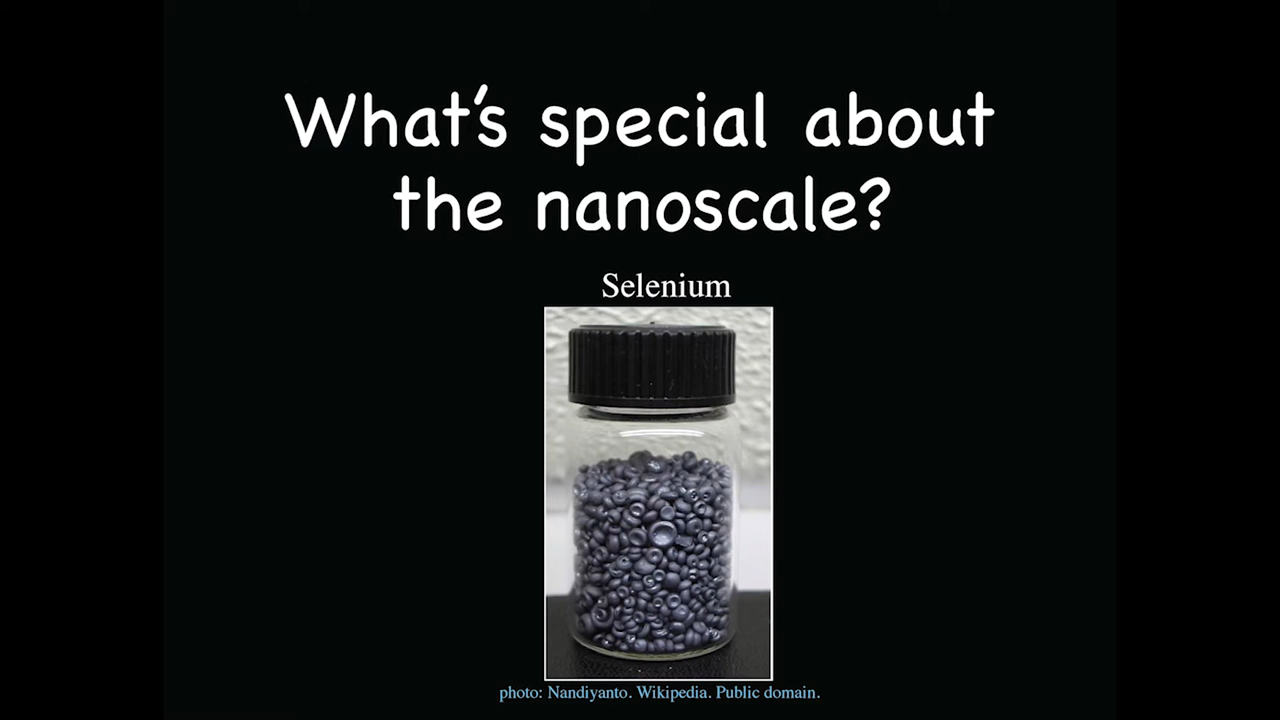 What's special about
the nanoscale?
Selenium
photo: Nandiyanto. Wikipedia. Public domain.